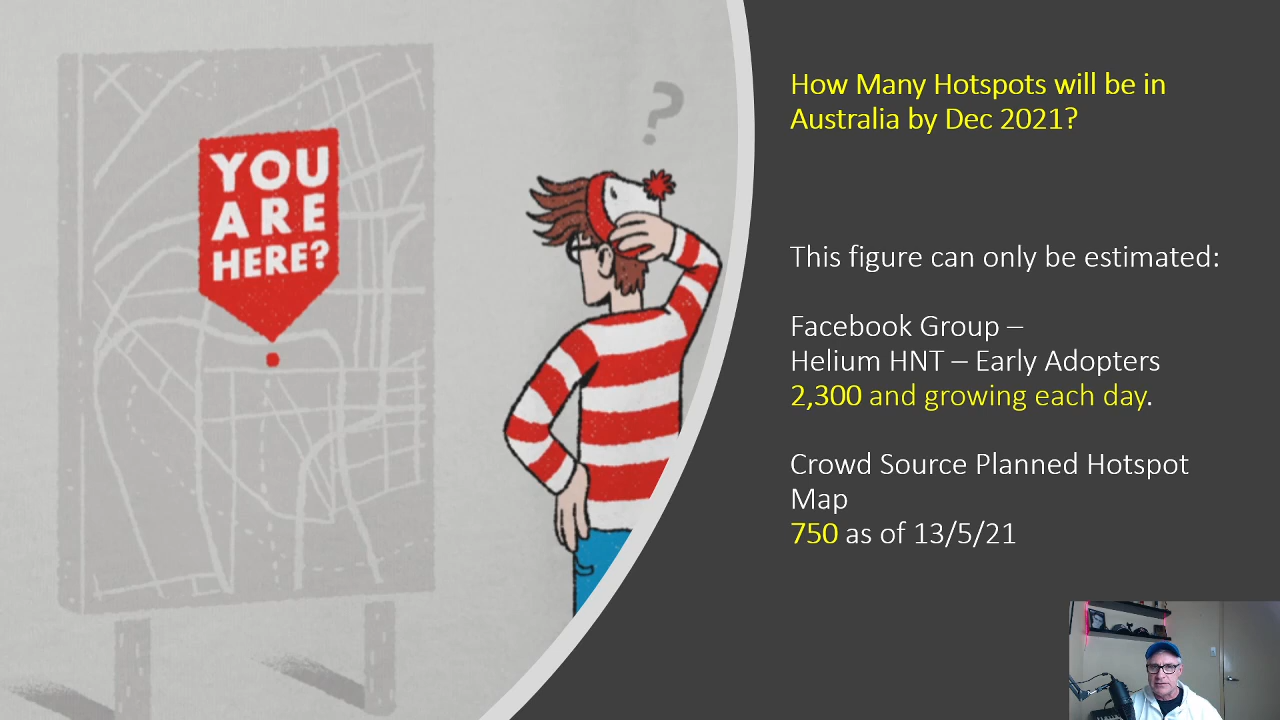 YOU
ARE
HERE?
?
How Many Hotspots will be in
Australia by Dec 2021?
This figure can only be estimated:
Facebook Group –
Helium HNT – Early Adopters
2,300 and growing each day.
Crowd Source Planned Hotspot
Map
750 as of 13/5/21